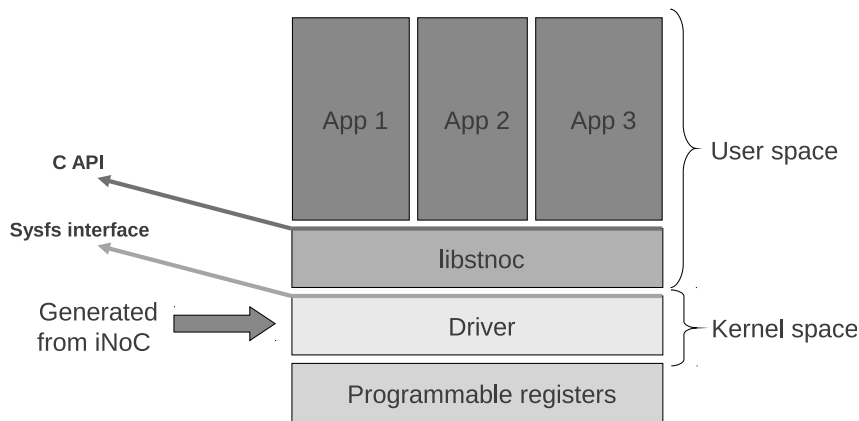 App 1
App 2
App 3
User space
C API
Sysfs interface
libstnoc
Generated
from iNoC
Driver
Kernel space
Programmable registers